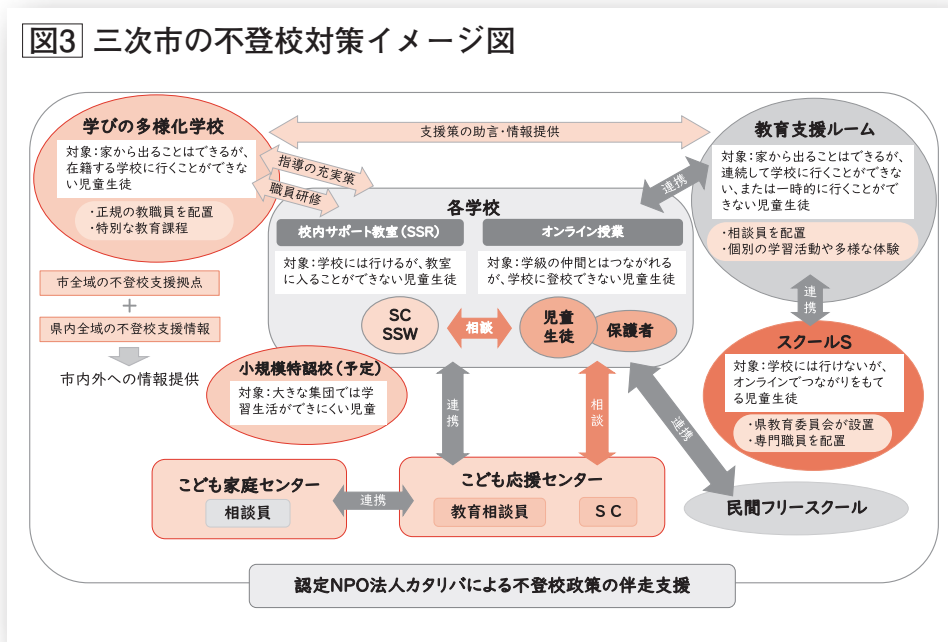 図3 三次市の不登校対策イメージ図
学びの多様化学校
対象：家から出ることはできるが、
在籍する学校に行くことができな
い児童生徒
・正規の教職員を配置
・特別な教育課程
支援策の助言・情報提供
指導の充実策
職員研修
教育支援ルーム
対象：家から出ることはできるが、
連続して学校に行くことができな
い、または一時的に行くことがで
きない児童生徒
・相談員を配置
・個別の学習活動や多様な体験
連携
各学校
校内サポート教室（SSR）
対象：学校には行けるが、教室
に入ることができない児童生徒
オンライン授業
対象：学級の仲間とはつながれる
が、学校に登校できない児童生徒
SC
SSW
相談
児童
生徒
保護者
市全域の不登校支援拠点
+
県内全域の不登校支援情報
市内外への情報提供
小規模特認校（予定）
対象：大きな集団では学
習生活ができにくい児童
連携
スクールS
対象：学校には行けないが、
オンラインでつながりをもて
る児童生徒
・県教育委員会が設置
・専門職員を配置
連携
相談
連携
こども家庭センター
相談員
連携
こども応援センター
教育相談員
SC
民間フリースクール
認定NPO法人カタリバによる不登校政策の伴走支援